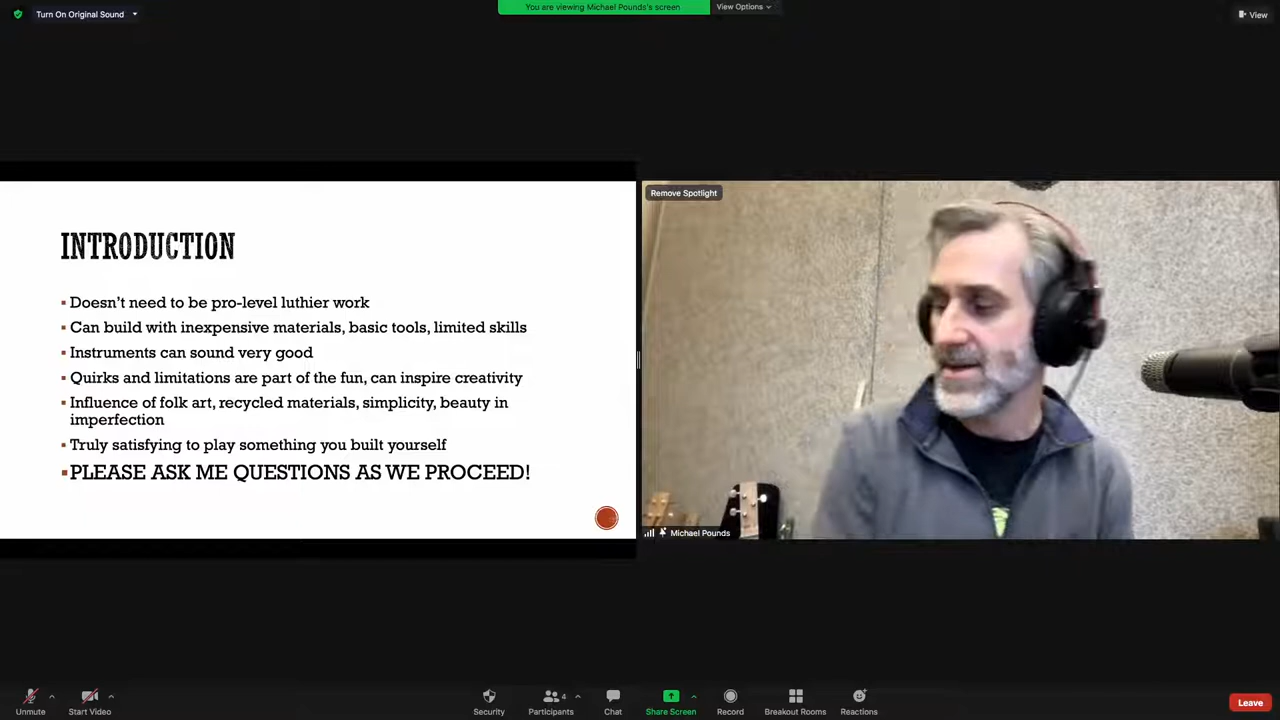 Turn On Original Sound
You are viewing Michael Pounds's screen
View Options
View
INTRODUCTION
Doesn't need to be pro-level luthier work
Can build with inexpensive materials, basic tools, limited skills
Instruments can sound very good
Quirks and limitations are part of the fun, can inspire creativity
Influence of folk art, recycled materials, simplicity, beauty in
imperfection
Truly satisfying to play something you built yourself
PLEASE ASK ME QUESTIONS AS WE PROCEED!
Remove Spotlight
Michael Pounds
Unmute
Start Video
Security
Participants
4
Chat
Share Screen
Record
Breakout Rooms
Reactions
Leave